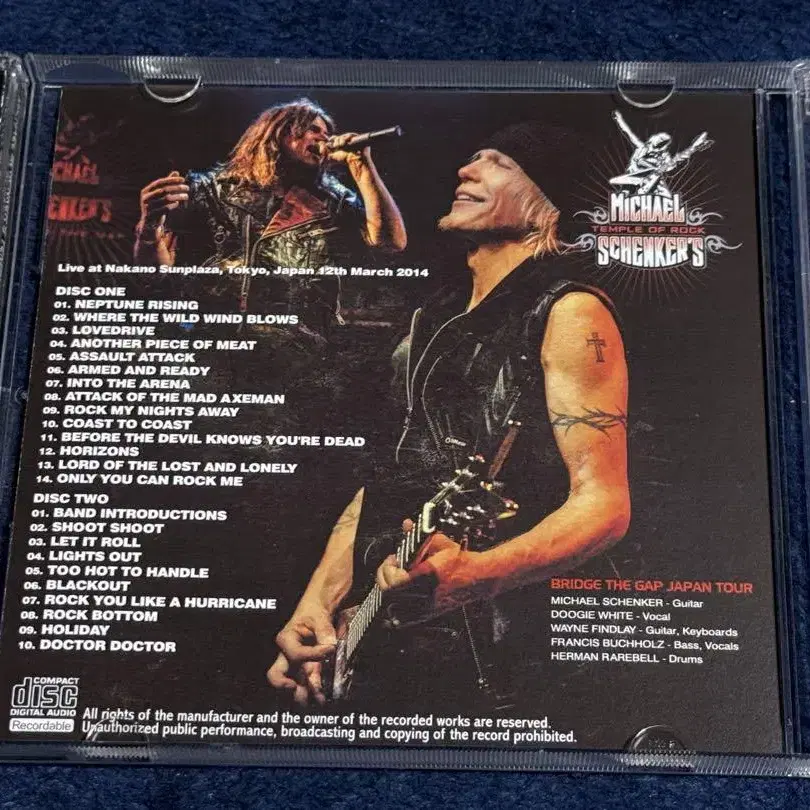 MICHAEL
TEMPLE OF ROCK
SCHENKER'S
Live at Nakano Sunplaza, Tokyo, Japan 12th March 2014
DISC ONE
01. NEPTUNE RISING
02. WHERE THE WILD WIND BLOWS
03. LOVEDRIVE
04. ANOTHER PIECE OF MEAT
05. ASSAULT ATTACK
06. ARMED AND READY
07. INTO THE ARENA
08. ATTACK OF THE MAD AXEMAN
09. ROCK MY NIGHTS AWAY
10. COAST TO COAST
11. BEFORE THE DEVIL KNOWS YOU'RE DEAD
12. HORIZONS
13. LORD OF THE LOST AND LONELY
14. ONLY YOU CAN ROCK ME
DISC TWO
01. BAND INTRODUCTIONS
02. SHOOT SHOOT
03. LET IT ROLL
04. LIGHTS OUT
05. TOO HOT TO HANDLE
06. BLACKOUT
07. ROCK YOU LIKE A HURRICANE
08. ROCK BOTTOM
09. HOLIDAY
10. DOCTOR DOCTOR
BRIDGE THE GAP JAPAN TOUR
MICHAEL SCHENKER - Guitar
DOOGIE WHITE - Vocal
WAYNE FINDLAY - Guitar, Keyboards
FRANCIS BUCHHOLZ - Bass, Vocals
HERMAN RAREBELL - Drums
COMPACT
disc
DIGITAL AUDIO
Recordable
All rights of the manufacturer and the owner of the recorded works are reserved.
Unauthorized public performance, broadcasting and copying of the record prohibited.